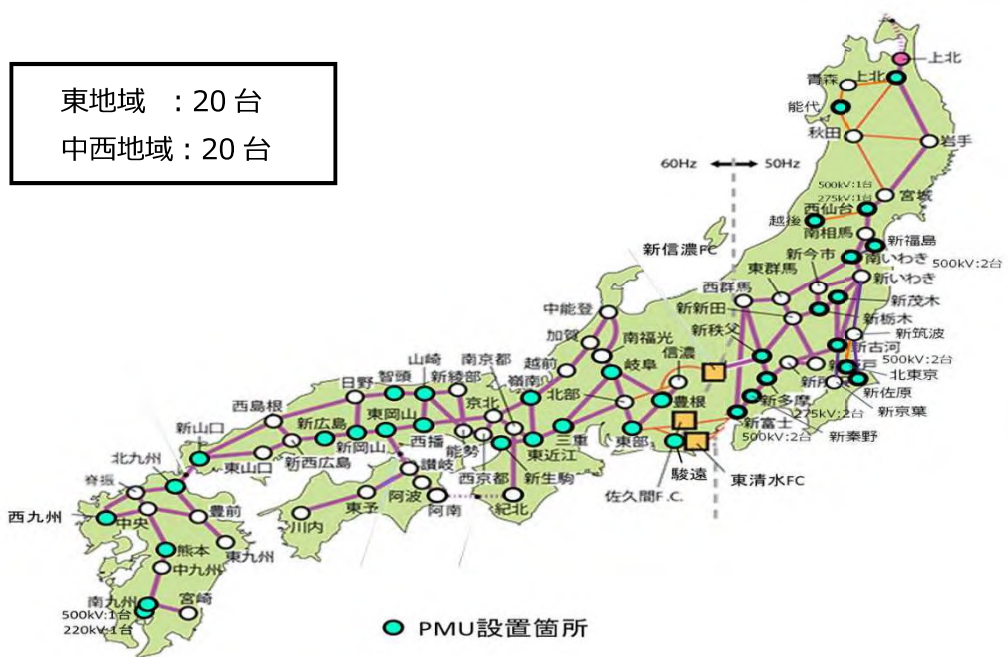 東地域 : 20 台
中西地域 : 20 台
上北
青森
上北
能代
秋田
岩手
60Hz
50Hz
500kV:1台
275kV:1台
宮城
西仙台
越後
南相馬
新福島
新信濃FC
新今市
南いわき
500kV:2台
東群馬
新いわき
西群馬
新茂木
中能登
新新田
新栃木
加賀
南福光
新秩父
新筑波
山崎
南京都
越前
岐阜
信濃
新古河
智頭
新綾部
嶺南
500kV:2台
日野
京北
北部
豊根
北東京
西島根
東岡山
新佐原
新多摩
新広島
275kV:2台
新京葉
新山口
新岡山
西播
能勢
三重
東部
新富士
500kV:2台
新秦野
北九州
東山口
新西広島
讃岐
西京都
東近江
新生駒
駿遠
東清水FC
脊振
佐久間F.C.
阿波
西九州
中央
豊前
東予
阿南
紀北
川内
熊本
東九州
中九州
南九州
宮崎
500kV:1台
220kV:1台
PMU設置箇所